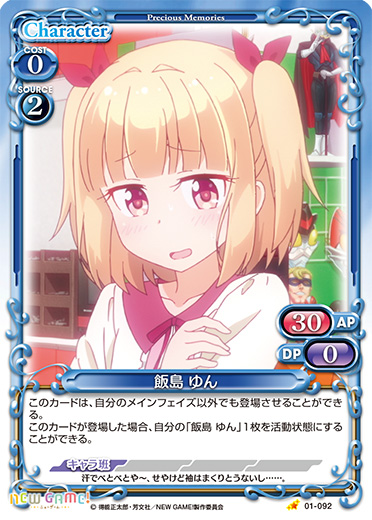 Precious Memories
Character
COST
0
SOURCE
2
30 AP
DP 0
飯島 ゆん
このカードは、自分のメインフェイズ以外でも登場させることができ
る。
このカードが登場した場合、自分の「飯島 ゆん」1枚を活動状態にする
ことができる。
キャラ班
汗でべとべとや〜、せやけど袖はまくりとうないし……。
NEW GAME!
01-092
© 得能正太郎・芳文社／NEW GAME!製作委員会